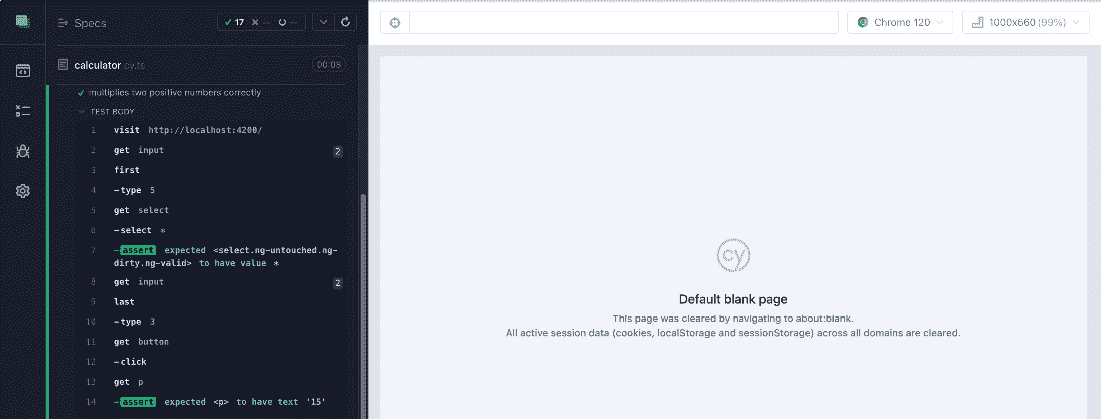 Specs
17 -- --
Chrome 120
1000x660 (99%)
calculator.cy.ts
00:08
multiplies two positive numbers correctly
TEST BODY
1 visit http://localhost:4200/
2 get input 2
3 first
4 -type 5
5 get select
6 -select *
7 -assert expected <select.ng-untouched.ng-
dirty.ng-valid> to have value *
8 get input 2
9 last
10 -type 3
11 get button
12 -click
13 get p
14 -assert expected <p> to have text '15'
cy
Default blank page
This page was cleared by navigating to about:blank.
All active session data (cookies, localStorage and sessionStorage) across all domains are cleared.